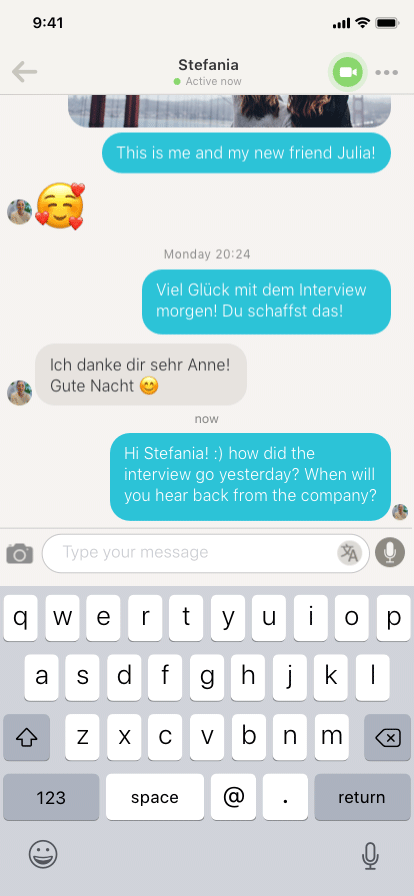 9:41
Stefania
Active now
This is me and my new friend Julia!
Monday 20:24
Viel Glück mit dem Interview
morgen! Du schaffst das!
Ich danke dir sehr Anne!
Gute Nacht 😊
now
Hi Stefania! :) how did the
interview go yesterday? When will
you hear back from the company?
Type your message
q w e r t y u i o p
a s d f g h j k l
z x c v b n m
123 space @ . return